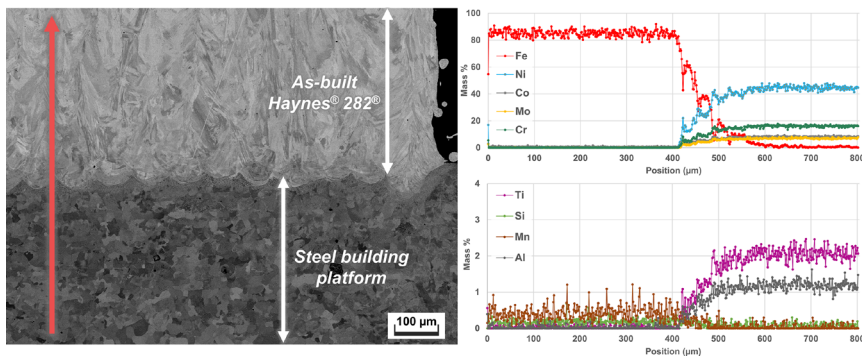 As-built
Haynes® 282®
Steel building
platform
100 µm
100
80
60
40
20
0
Mass %
Fe
Ni
Co
Mo
Cr
0 100 200 300 400 500 600 700 800
Position (µm)
4
3
2
1
0
Mass %
Ti
Si
Mn
Al
0 100 200 300 400 500 600 700 800
Position (µm)